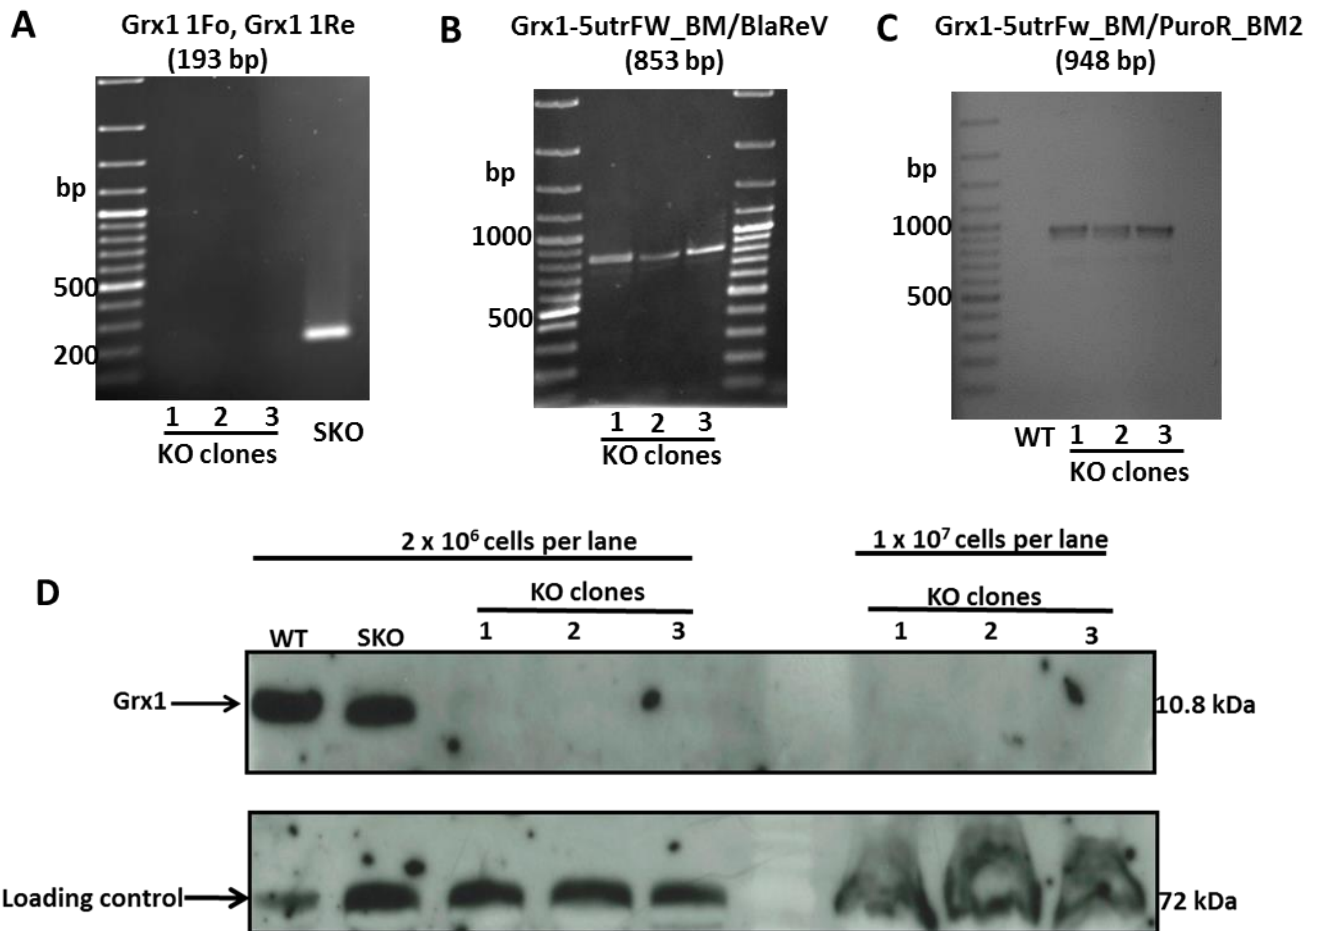 A
Grx1 1Fo, Grx1 1Re
(193 bp)
bp
500
200
1 2 3
KO clones
SKO
B
Grx1-5utrFW_BM/BlaReV
(853 bp)
bp
1000
500
1 2 3
KO clones
C
Grx1-5utrFw_BM/PuroR_BM2
(948 bp)
bp
1000
500
WT 1 2 3
KO clones
D
2 x 10⁶ cells per lane
1 x 10⁷ cells per lane
KO clones
KO clones
WT SKO 1 2 3
1 2 3
Grx1
10.8 kDa
Loading control
72 kDa